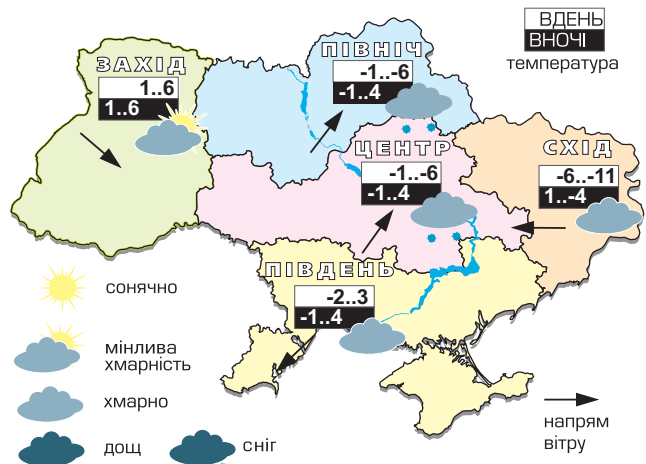 ВДЕНЬ
ВНОЧІ
температура
ПІВНІЧ
-1..-6
-1..4
ЗАХІД
1..6
1..6
ЦЕНТР
-1..-6
-1..4
СХІД
-6..-11
1..-4
ПІВДЕНЬ
-2..3
-1..4
сонячно
мінлива
хмарність
хмарно
дощ
сніг
напрям
вітру